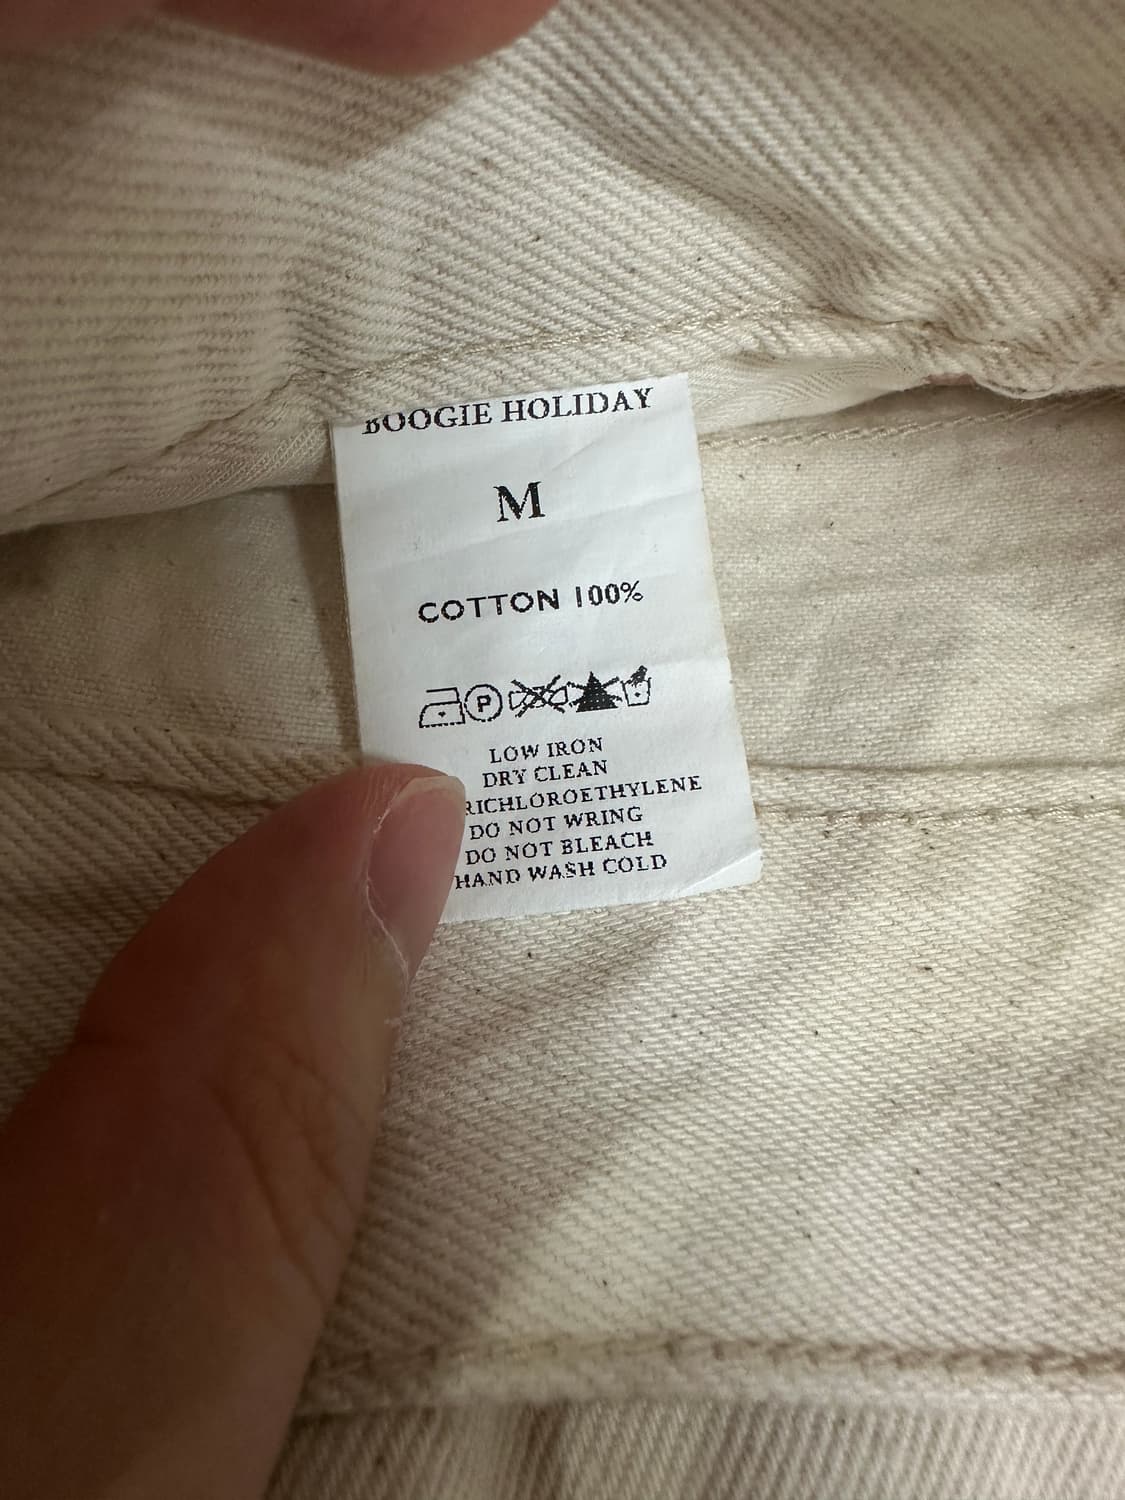 BOOGIE HOLIDAY
M
COTTON 100%
P
LOW IRON
DRY CLEAN
RICHLOROETHYLENE
DO NOT WRING
DO NOT BLEACH
HAND WASH COLD